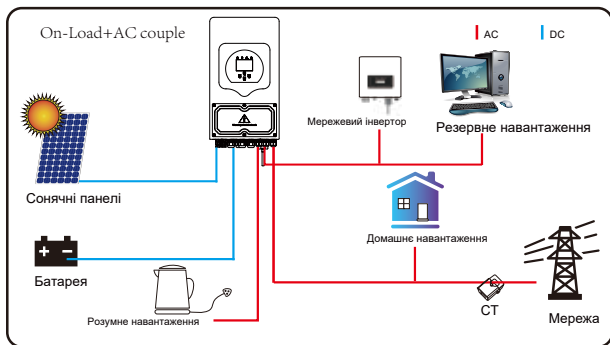 On-Load+AC couple
AC
DC
Мережевий інвертор
Резервне навантаження
Сонячні панелі
Домашнє навантаження
Батарея
Розумне навантаження
CT
Мережа